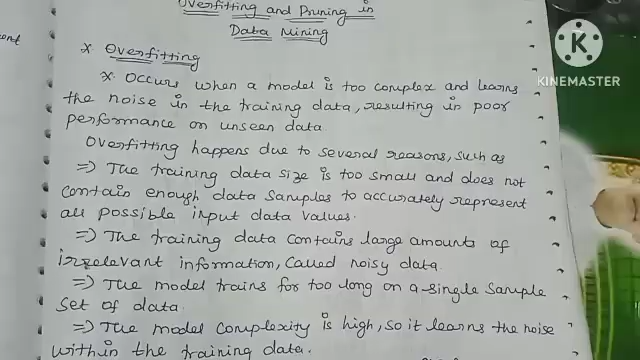 Overfitting and Pruning in
Data Mining
K
KINEMASTER
* Overfitting
* Occurs when a model is too complex and learns
the noise in the training data, resulting in poor
performance on unseen data
Overfitting happens due to several reasons, such as
⇒ The training data size is too small and does not
contain enough data samples to accurately represent
all possible input data values.
⇒ The training data contains large amounts of
irrelevant information, called noisy data.
⇒ The model trains for too long on a single sample
set of data.
⇒ The model complexity is high, so it learns the noise
within the training data.